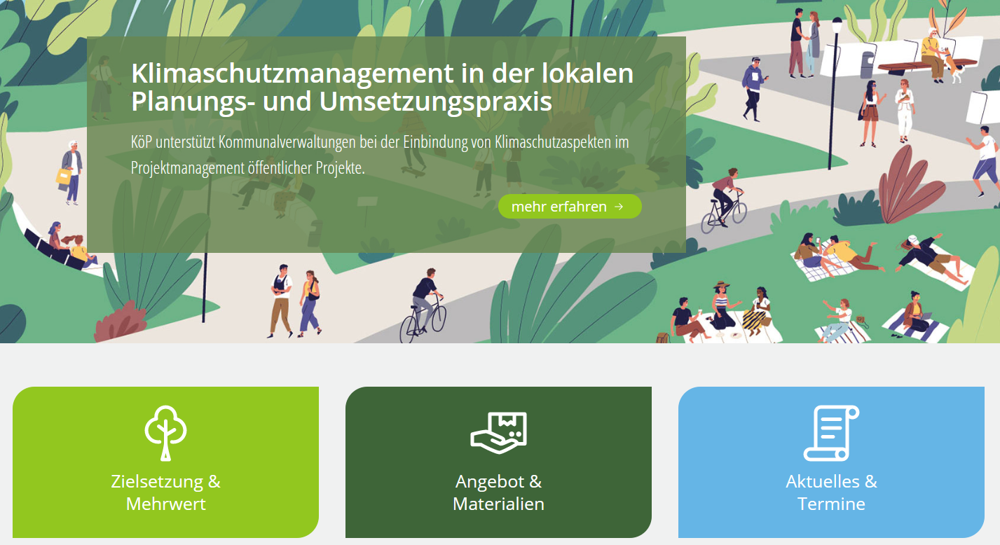 Klimaschutzmanagement in der lokalen
Planungs- und Umsetzungspraxis
KöP unterstützt Kommunalverwaltungen bei der Einbindung von Klimaschutzaspekten im
Projektmanagement öffentlicher Projekte.
mehr erfahren →
Zielsetzung &
Mehrwert
Angebot &
Materialien
Aktuelles &
Termine